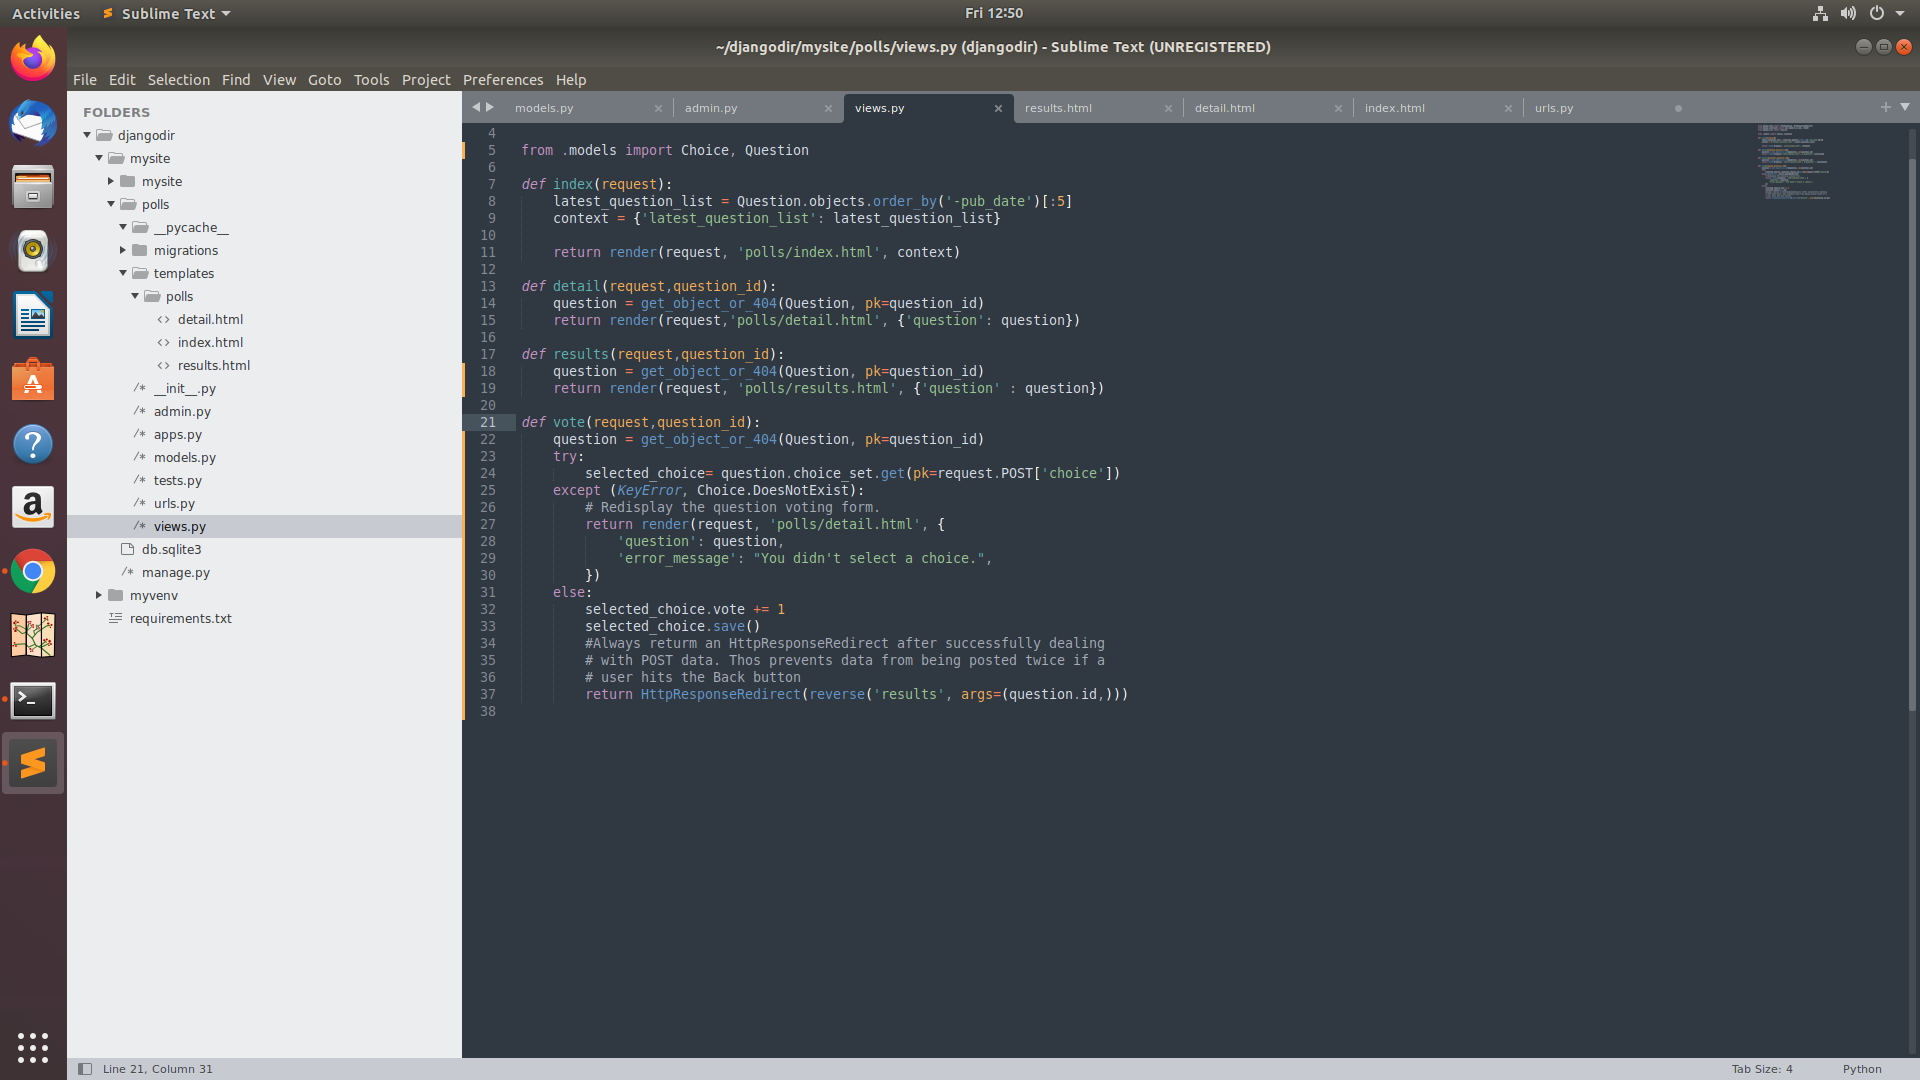 Activities
Sublime Text
Fri 12:50
~/djangodir/mysite/polls/views.py (djangodir) - Sublime Text (UNREGISTERED)
File Edit Selection Find View Goto Tools Project Preferences Help
FOLDERS
djangodir
mysite
mysite
polls
__pycache__
migrations
templates
polls
<> detail.html
<> index.html
<> results.html
/* __init__.py
/* admin.py
/* apps.py
/* models.py
/* tests.py
/* urls.py
/* views.py
db.sqlite3
/* manage.py
myvenv
requirements.txt
models.py × admin.py × views.py × results.html × detail.html × index.html × urls.py
4
5 from .models import Choice, Question
6
7 def index(request):
8     latest_question_list = Question.objects.order_by('-pub_date')[:5]
9     context = {'latest_question_list': latest_question_list}
10
11     return render(request, 'polls/index.html', context)
12
13 def detail(request,question_id):
14     question = get_object_or_404(Question, pk=question_id)
15     return render(request,'polls/detail.html', {'question': question})
16
17 def results(request,question_id):
18     question = get_object_or_404(Question, pk=question_id)
19     return render(request, 'polls/results.html', {'question' : question})
20
21 def vote(request,question_id):
22     question = get_object_or_404(Question, pk=question_id)
23     try:
24         selected_choice= question.choice_set.get(pk=request.POST['choice'])
25     except (KeyError, Choice.DoesNotExist):
26         # Redisplay the question voting form.
27         return render(request, 'polls/detail.html', {
28             'question': question,
29             'error_message': "You didn't select a choice.",
30         })
31     else:
32         selected_choice.vote += 1
33         selected_choice.save()
34         #Always returm an HttpResponseRedirect after successfully dealing
35         # with POST data. Thos prevents data from being posted twice if a
36         # user hits the Back button
37         return HttpResponseRedirect(reverse('results', args=(question.id,)))
38
Line 21, Column 31
Tab Size: 4
Python